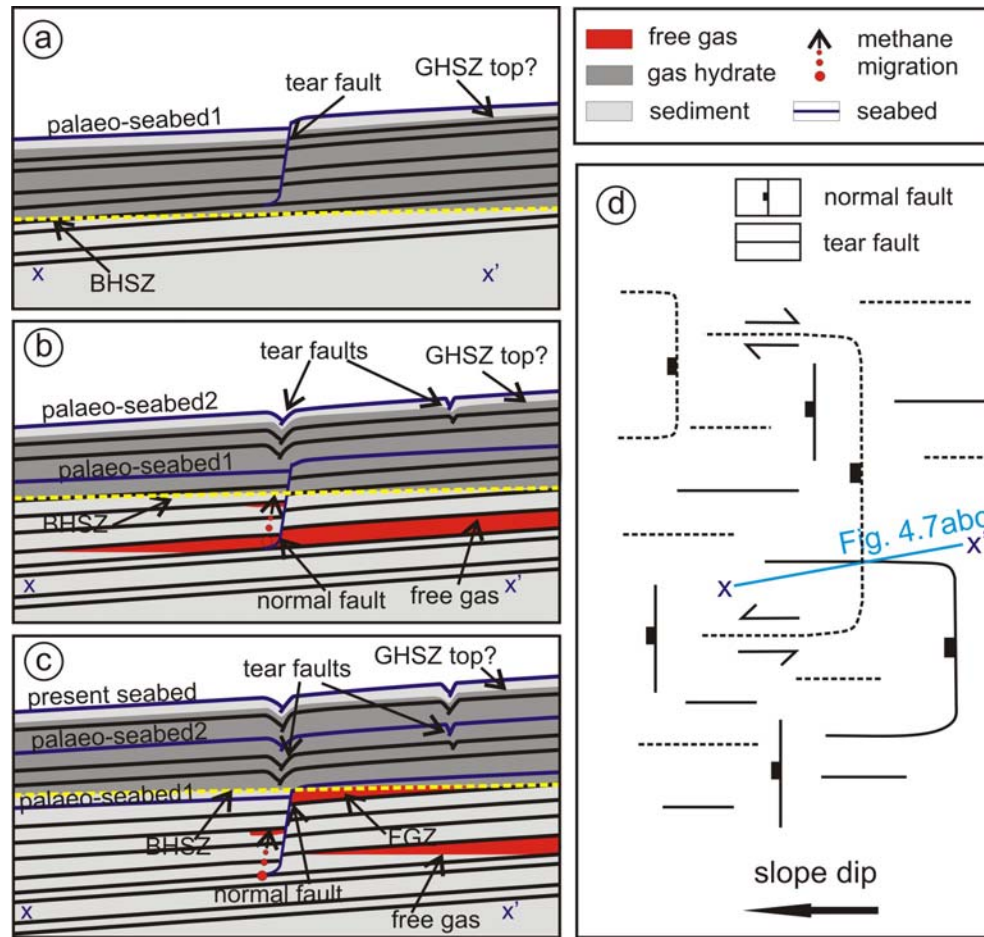 a
tear fault
GHSZ top?
palaeo-seabed1
BHSZ
x
x'
b
tear faults
GHSZ top?
palaeo-seabed2
palaeo-seabed1
BHSZ
x
normal fault
free gas
x'
c
tear faults
GHSZ top?
present seabed
palaeo-seabed2
palaeo-seabed1
BHSZ
FGZ
normal fault
free gas
x
x'
free gas
methane
migration
gas hydrate
sediment
seabed
d
normal fault
tear fault
Fig. 4.7abc
x
x'
slope dip